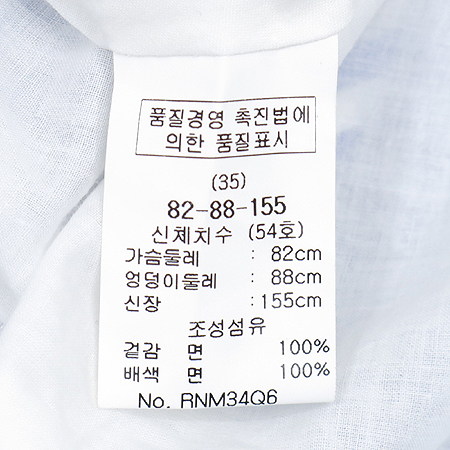 품질경영 촉진법에
의한 품질표시
(35)
82-88-155
신체치수 (54호)
가슴둘레 : 82cm
엉덩이둘레 : 88cm
신장 : 155cm
조성섬유
겉감 면 100%
배색 면 100%
No. RNM34Q6